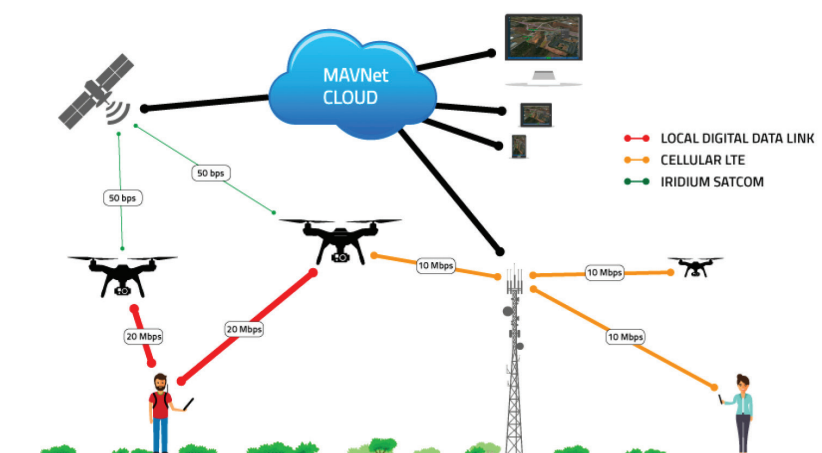 MAVNet
CLOUD
LOCAL DIGITAL DATA LINK
CELLULAR LTE
IRIDIUM SATCOM
50 bps
50 bps
10 Mbps
10 Mbps
20 Mbps
20 Mbps
10 Mbps